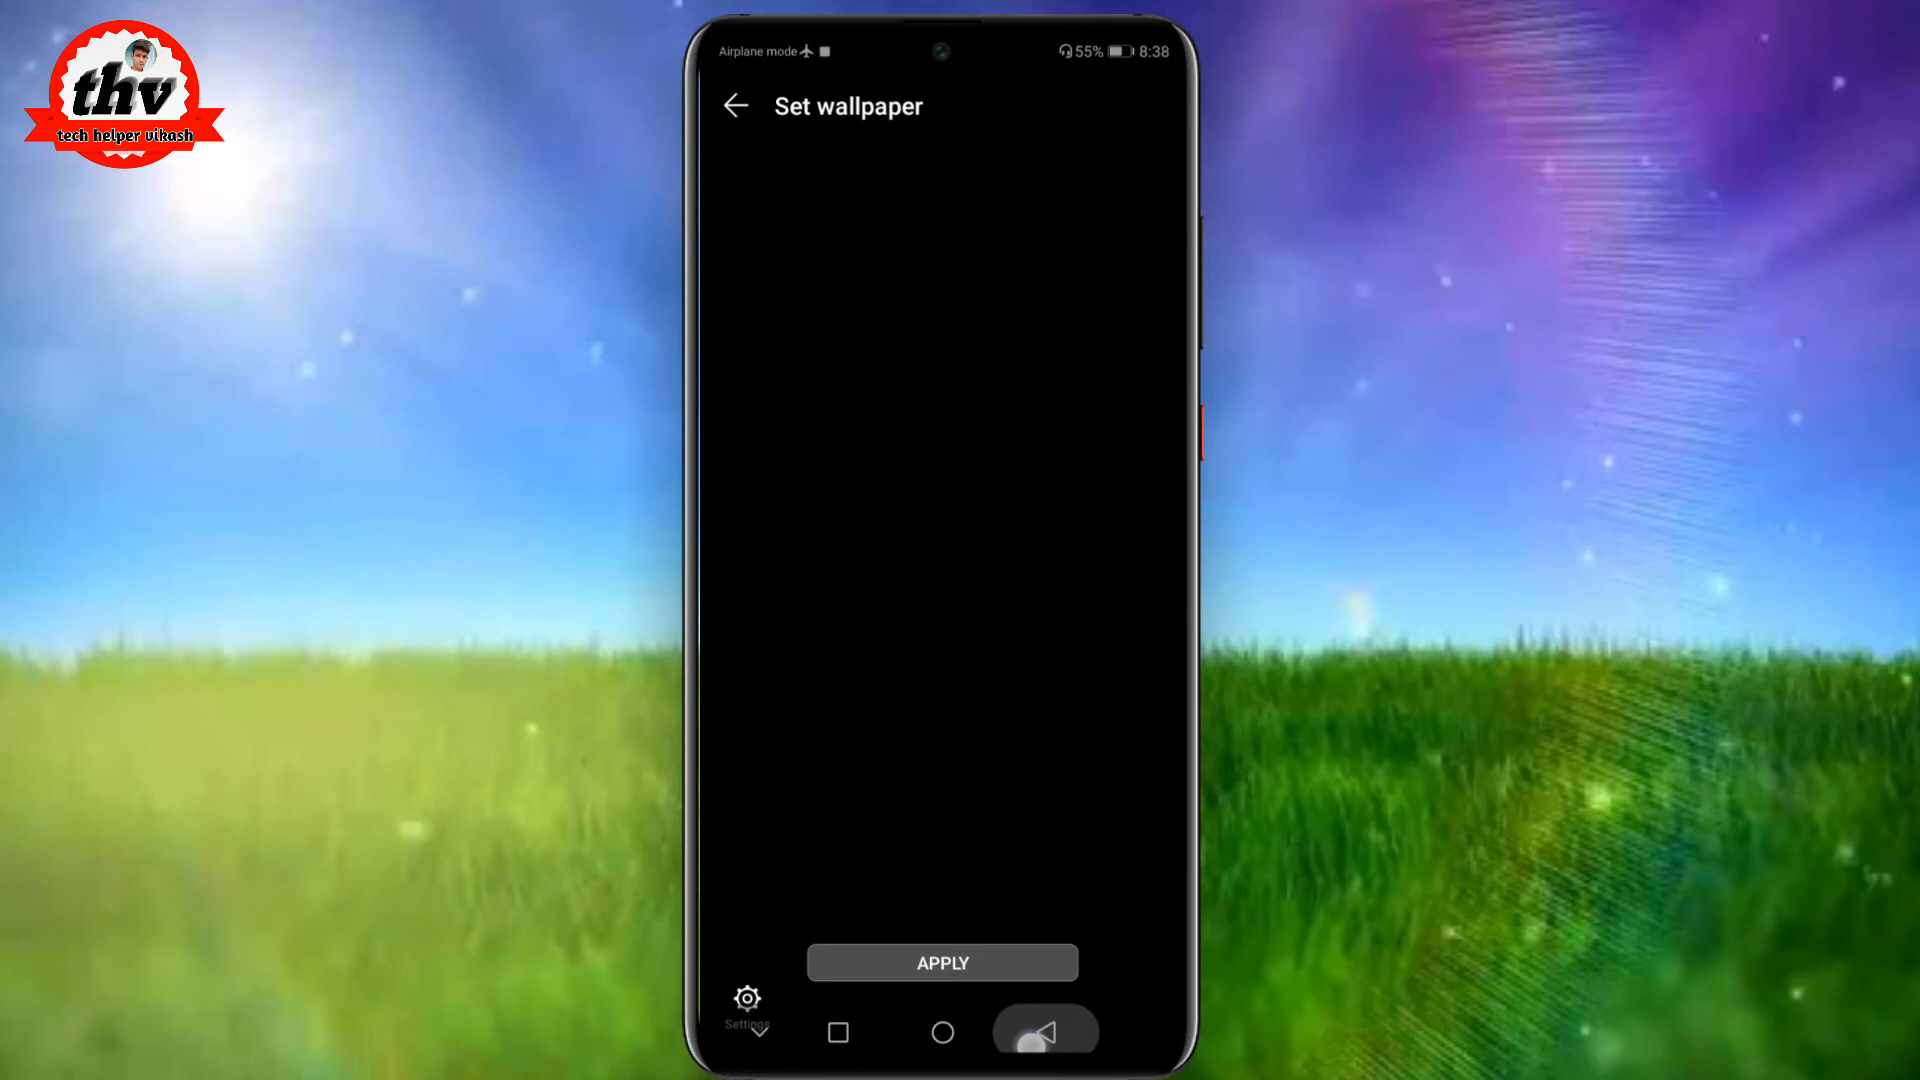 thv
tech helper vikash
Airplane mode
55% 8:38
Set wallpaper
APPLY
Settings